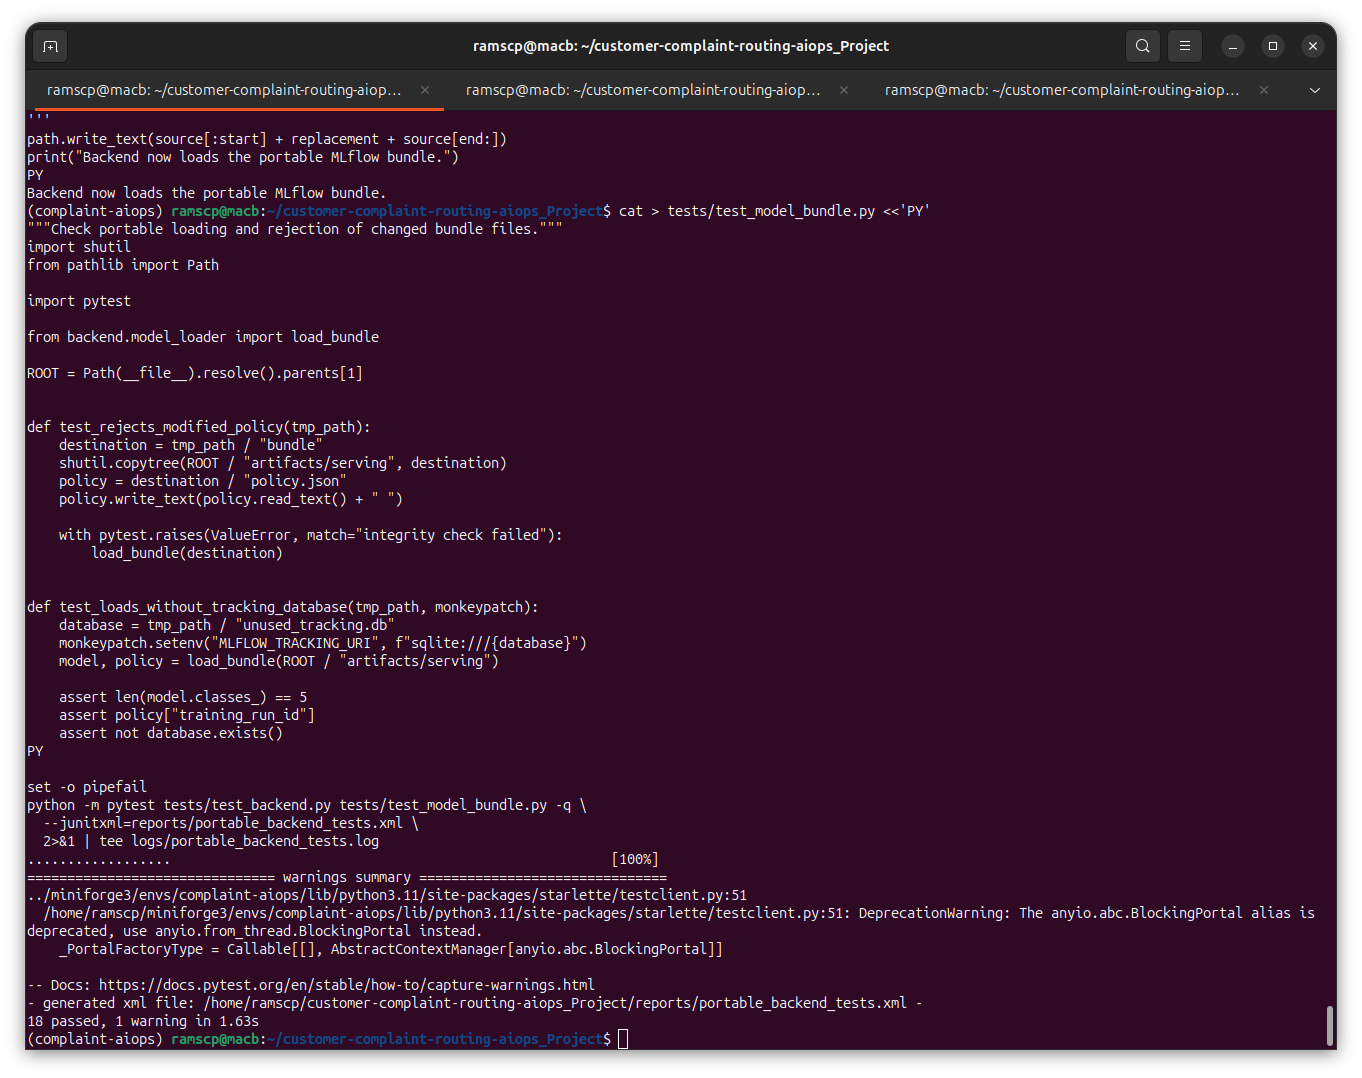 ramscp@macb: ~/customer-complaint-routing-aiops_Project
ramscp@macb: ~/customer-complaint-routing-aiop... × ramscp@macb: ~/customer-complaint-routing-aiop... × ramscp@macb: ~/customer-complaint-routing-aiop... ×
'''
path.write_text(source[:start] + replacement + source[end:])
print("Backend now loads the portable MLflow bundle.")
PY
Backend now loads the portable MLflow bundle.
(complaint-aiops) ramscp@macb:~/customer-complaint-routing-aiops_Project$ cat > tests/test_model_bundle.py <<'PY'
"""Check portable loading and rejection of changed bundle files."""
import shutil
from pathlib import Path

import pytest

from backend.model_loader import load_bundle

ROOT = Path(__file__).resolve().parents[1]


def test_rejects_modified_policy(tmp_path):
    destination = tmp_path / "bundle"
    shutil.copytree(ROOT / "artifacts/serving", destination)
    policy = destination / "policy.json"
    policy.write_text(policy.read_text() + " ")

    with pytest.raises(ValueError, match="integrity check failed"):
        load_bundle(destination)


def test_loads_without_tracking_database(tmp_path, monkeypatch):
    database = tmp_path / "unused_tracking.db"
    monkeypatch.setenv("MLFLOW_TRACKING_URI", f"sqlite:///{database}")
    model, policy = load_bundle(ROOT / "artifacts/serving")

    assert len(model.classes_) == 5
    assert policy["training_run_id"]
    assert not database.exists()
PY

set -o pipefail
python -m pytest tests/test_backend.py tests/test_model_bundle.py -q \
  --junitxml=reports/portable_backend_tests.xml \
  2>&1 | tee logs/portable_backend_tests.log
..................                                                       [100%]
=============================== warnings summary ===============================
../miniforge3/envs/complaint-aiops/lib/python3.11/site-packages/starlette/testclient.py:51
  /home/ramscp/miniforge3/envs/complaint-aiops/lib/python3.11/site-packages/starlette/testclient.py:51: DeprecationWarning: The anyio.abc.BlockingPortal alias is
deprecated, use anyio.from_thread.BlockingPortal instead.
    _PortalFactoryType = Callable[[], AbstractContextManager[anyio.abc.BlockingPortal]]

-- Docs: https://docs.pytest.org/en/stable/how-to/capture-warnings.html
- generated xml file: /home/ramscp/customer-complaint-routing-aiops_Project/reports/portable_backend_tests.xml -
18 passed, 1 warning in 1.63s
(complaint-aiops) ramscp@macb:~/customer-complaint-routing-aiops_Project$